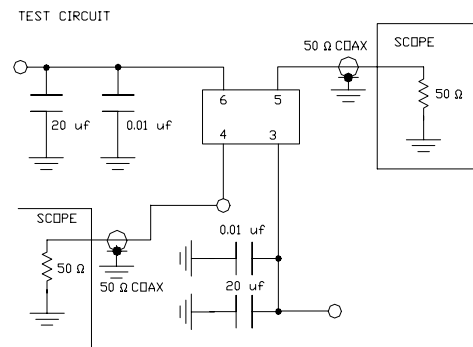 TEST CIRCUIT
50 Ω COAX
SCOPE
6 5
4 3
50 Ω
20 uf
0.01 uf
SCOPE
0.01 uf
50 Ω
50 Ω COAX
20 uf